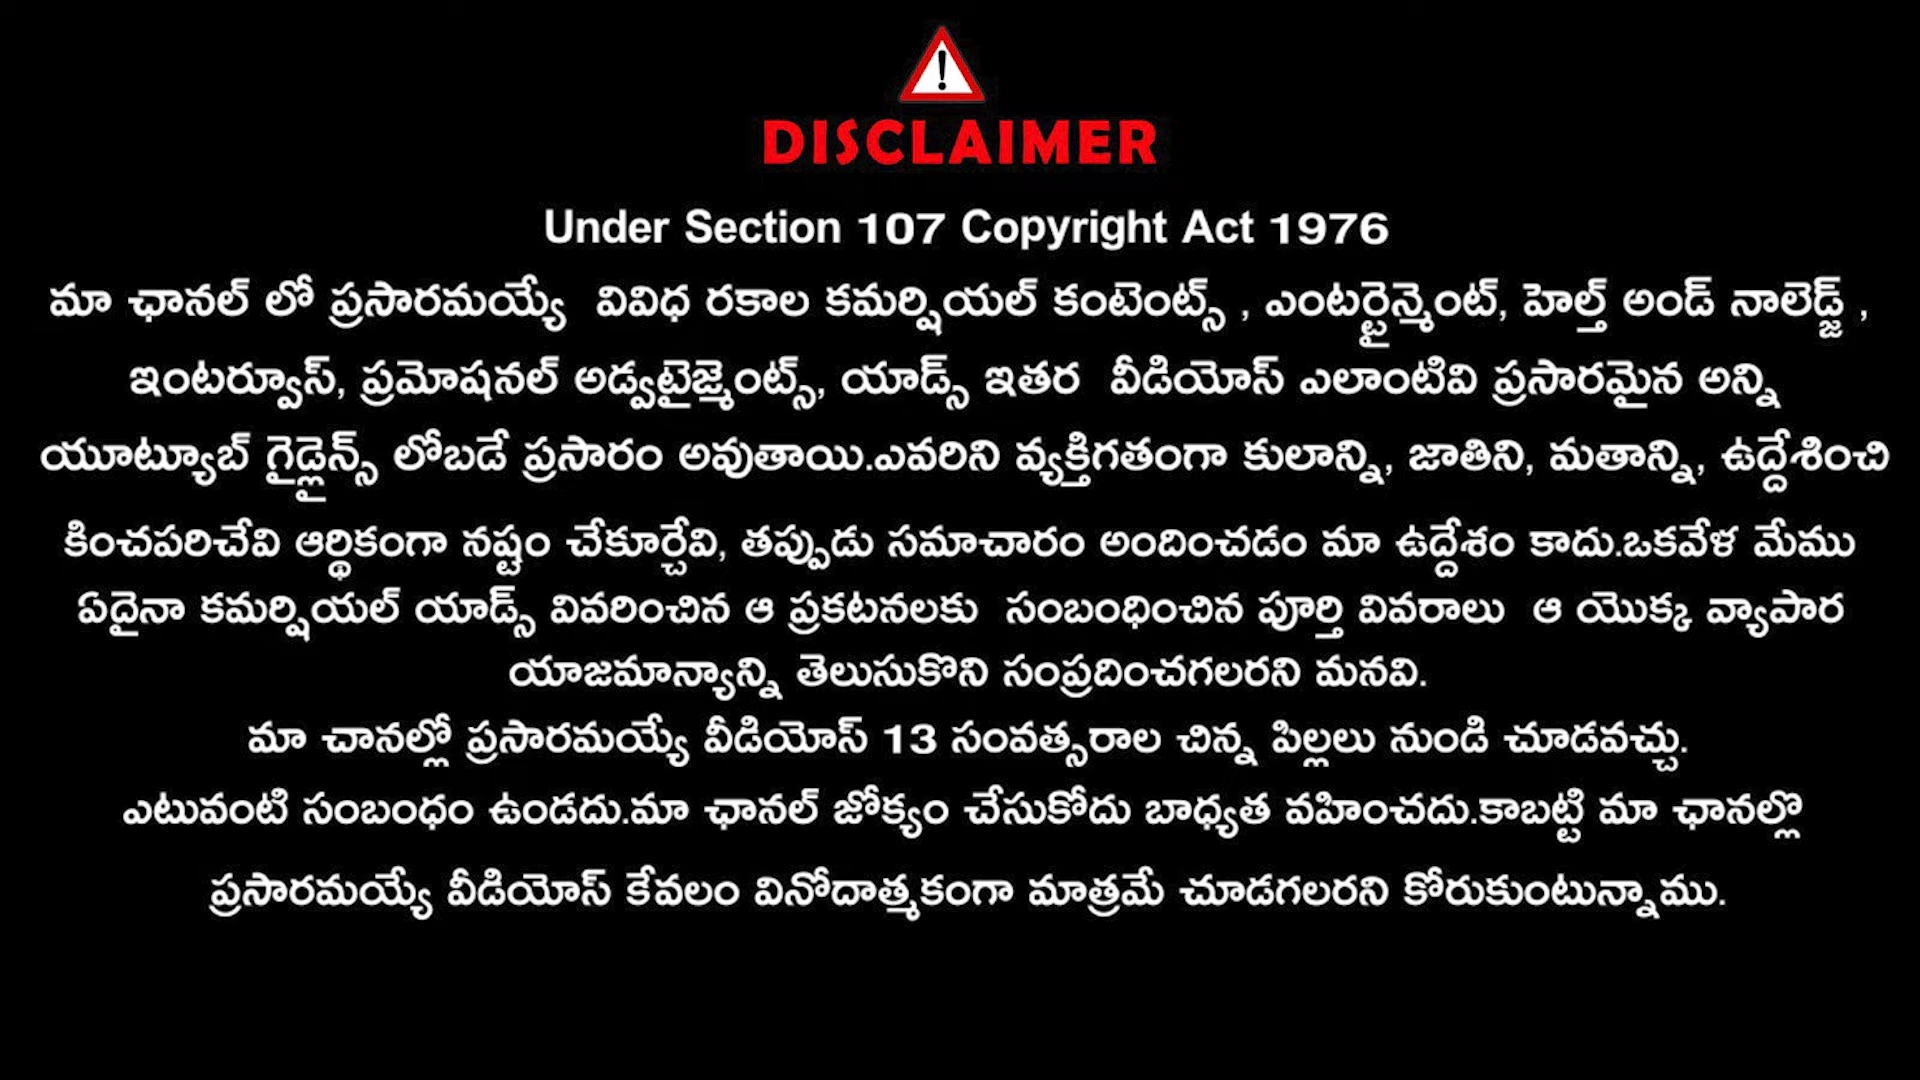 DISCLAIMER
Under Section 107 Copyright Act 1976
మా ఛానల్ లో ప్రసారమయ్యే వివిధ రకాల కమర్షియల్ కంటెంట్స్ , ఎంటర్టైన్మెంట్, హెల్త్ అండ్ నాలెడ్జ్ ,
ఇంటర్వూస్, ప్రమోషనల్ అడ్వటైజ్మెంట్స్, యాడ్స్ ఇతర వీడియోస్ ఎలాంటివి ప్రసారమైన అన్ని
యూట్యూబ్ గైడ్లైన్స్ లోబడే ప్రసారం అవుతాయి.ఎవరిని వ్యక్తిగతంగా కులాన్ని, జాతిని, మతాన్ని, ఉద్దేశించి
కించపరిచేవి ఆర్థికంగా నష్టం చేకూర్చేవి, తప్పుడు సమాచారం అందించడం మా ఉద్దేశం కాదు.ఒకవేళ మేము
ఏదైనా కమర్షియల్ యాడ్స్ వివరించిన ఆ ప్రకటనలకు సంబంధించిన పూర్తి వివరాలు ఆ యొక్క వ్యాపార
యాజమాన్యాన్ని తెలుసుకొని సంప్రదించగలరని మనవి.
మా చానల్లో ప్రసారమయ్యే వీడియోస్ 13 సంవత్సరాల చిన్న పిల్లలు నుండి చూడవచ్చు.
ఎటువంటి సంబంధం ఉండదు.మా ఛానల్ జోక్యం చేసుకోదు బాధ్యత వహించదు.కాబట్టి మా ఛానల్లొ
ప్రసారమయ్యే వీడియోస్ కేవలం వినోదాత్మకంగా మాత్రమే చూడగలరని కోరుకుంటున్నాము.